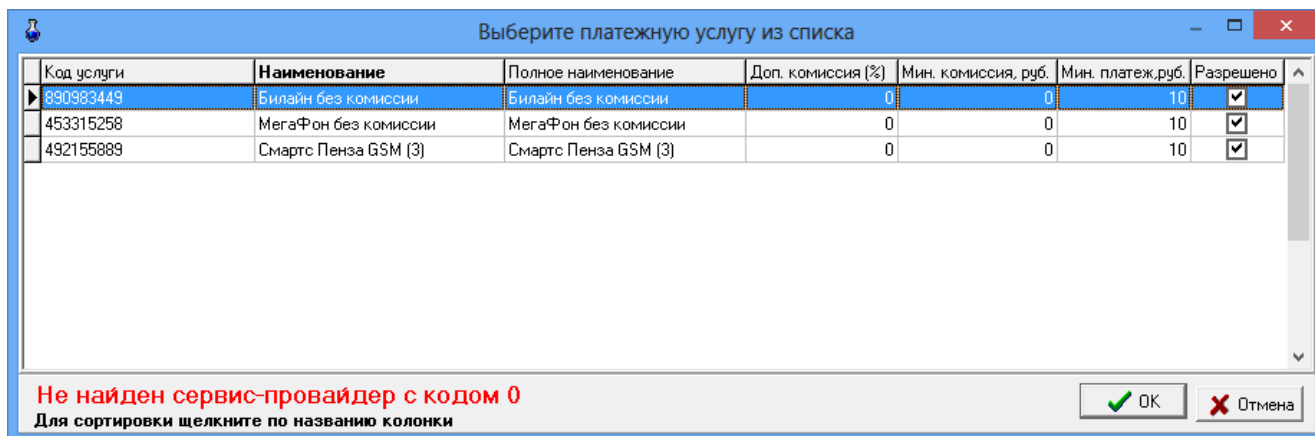 Выберите платежную услугу из списка
Код услуги Наименование Полное наименование Доп. комиссия (%) Мин. комиссия, руб. Мин. платеж,руб. Разрешено
890983449 Билайн без комиссии Билайн без комиссии 0 0 10
453315258 МегаФон без комиссии МегаФон без комиссии 0 0 10
492155889 Смартс Пенза GSM (3) Смартс Пенза GSM (3) 0 0 10
Не найден сервис-провайдер с кодом 0
Для сортировки щелкните по названию колонки
OK Отмена